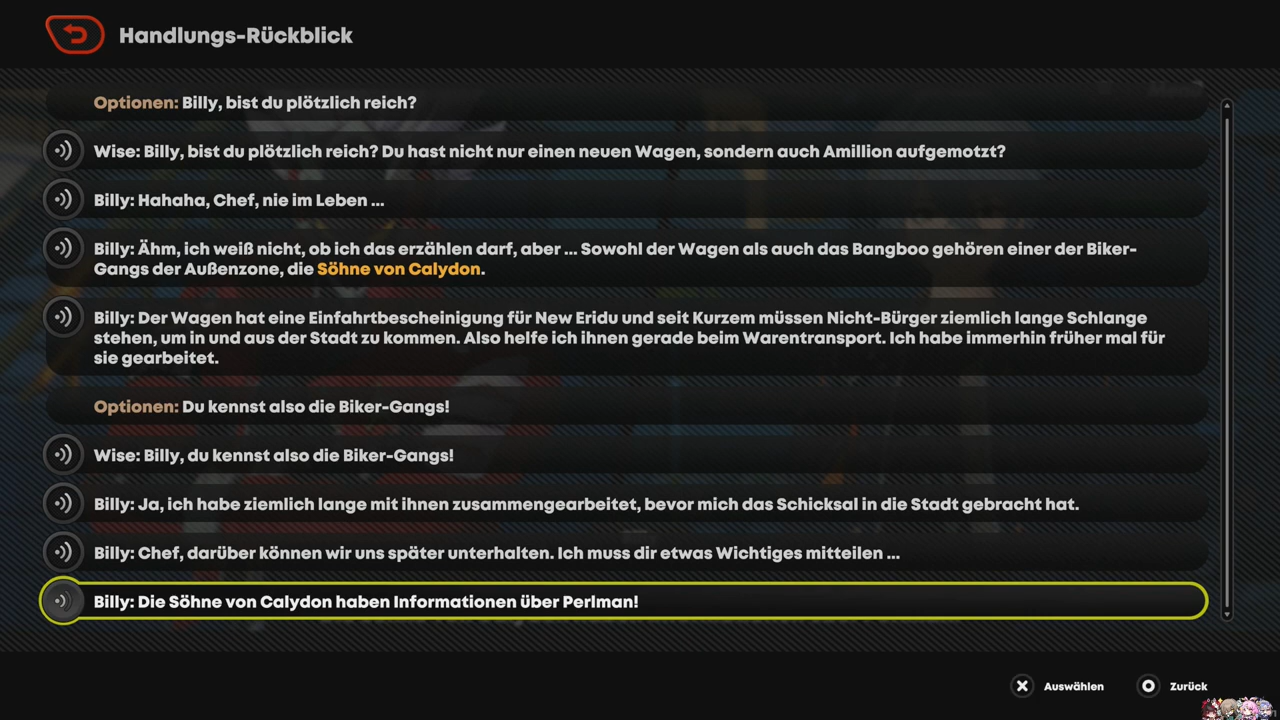 Handlungs-Rückblick
Optionen: Billy, bist du plötzlich reich?
Wise: Billy, bist du plötzlich reich? Du hast nicht nur einen neuen Wagen, sondern auch Amillion aufgemotzt?
Billy: Hahaha, Chef, nie im Leben ...
Billy: Ähm, ich weiß nicht, ob ich das erzählen darf, aber ... Sowohl der Wagen als auch das Bangboo gehören einer der Biker-
Gangs der Außenzone, die Söhne von Calydon.
Billy: Der Wagen hat eine Einfahrtbescheinigung für New Eridu und seit Kurzem müssen Nicht-Bürger ziemlich lange Schlange
stehen, um in und aus der Stadt zu kommen. Also helfe ich ihnen gerade beim Warentransport. Ich habe immerhin früher mal für
sie gearbeitet.
Optionen: Du kennst also die Biker-Gangs!
Wise: Billy, du kennst also die Biker-Gangs!
Billy: Ja, ich habe ziemlich lange mit ihnen zusammengearbeitet, bevor mich das Schicksal in die Stadt gebracht hat.
Billy: Chef, darüber können wir uns später unterhalten. Ich muss dir etwas Wichtiges mitteilen ...
Billy: Die Söhne von Calydon haben Informationen über Perlman!
Auswählen
Zurück